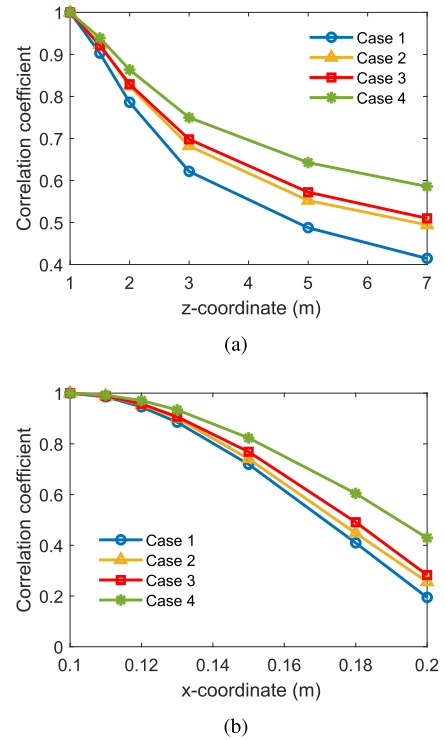 1
0.9
0.8
0.7
0.6
0.5
0.4
Correlation coefficient
Case 1
Case 2
Case 3
Case 4
1 2 3 4 5 6 7
z-coordinate (m)
(a)
1
0.8
0.6
0.4
0.2
0
Correlation coefficient
Case 1
Case 2
Case 3
Case 4
0.1 0.12 0.14 0.16 0.18 0.2
x-coordinate (m)
(b)